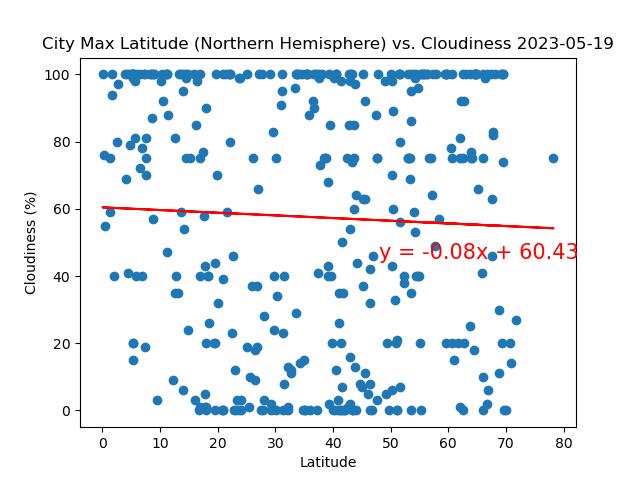 City Max Latitude (Northern Hemisphere) vs. Cloudiness 2023-05-19
100
80
60
40
20
0
Cloudiness (%)
y = -0.08x + 60.43
0 10 20 30 40 50 60 70 80
Latitude